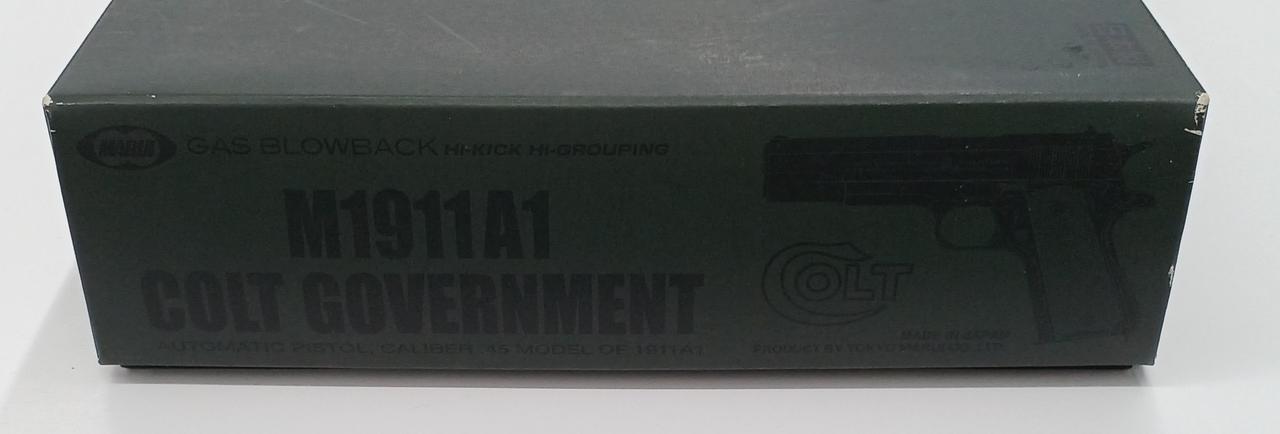 MARUI GAS BLOWBACK HI-KICK HI-GROUPING
M1911A1
COLT GOVERNMENT
AUTOMATIC PISTOL, CALIBER .45 MODEL OF 1911A1
COLT
MADE IN JAPAN
PRODUCT BY TOKYO MARUI CO., LTD.